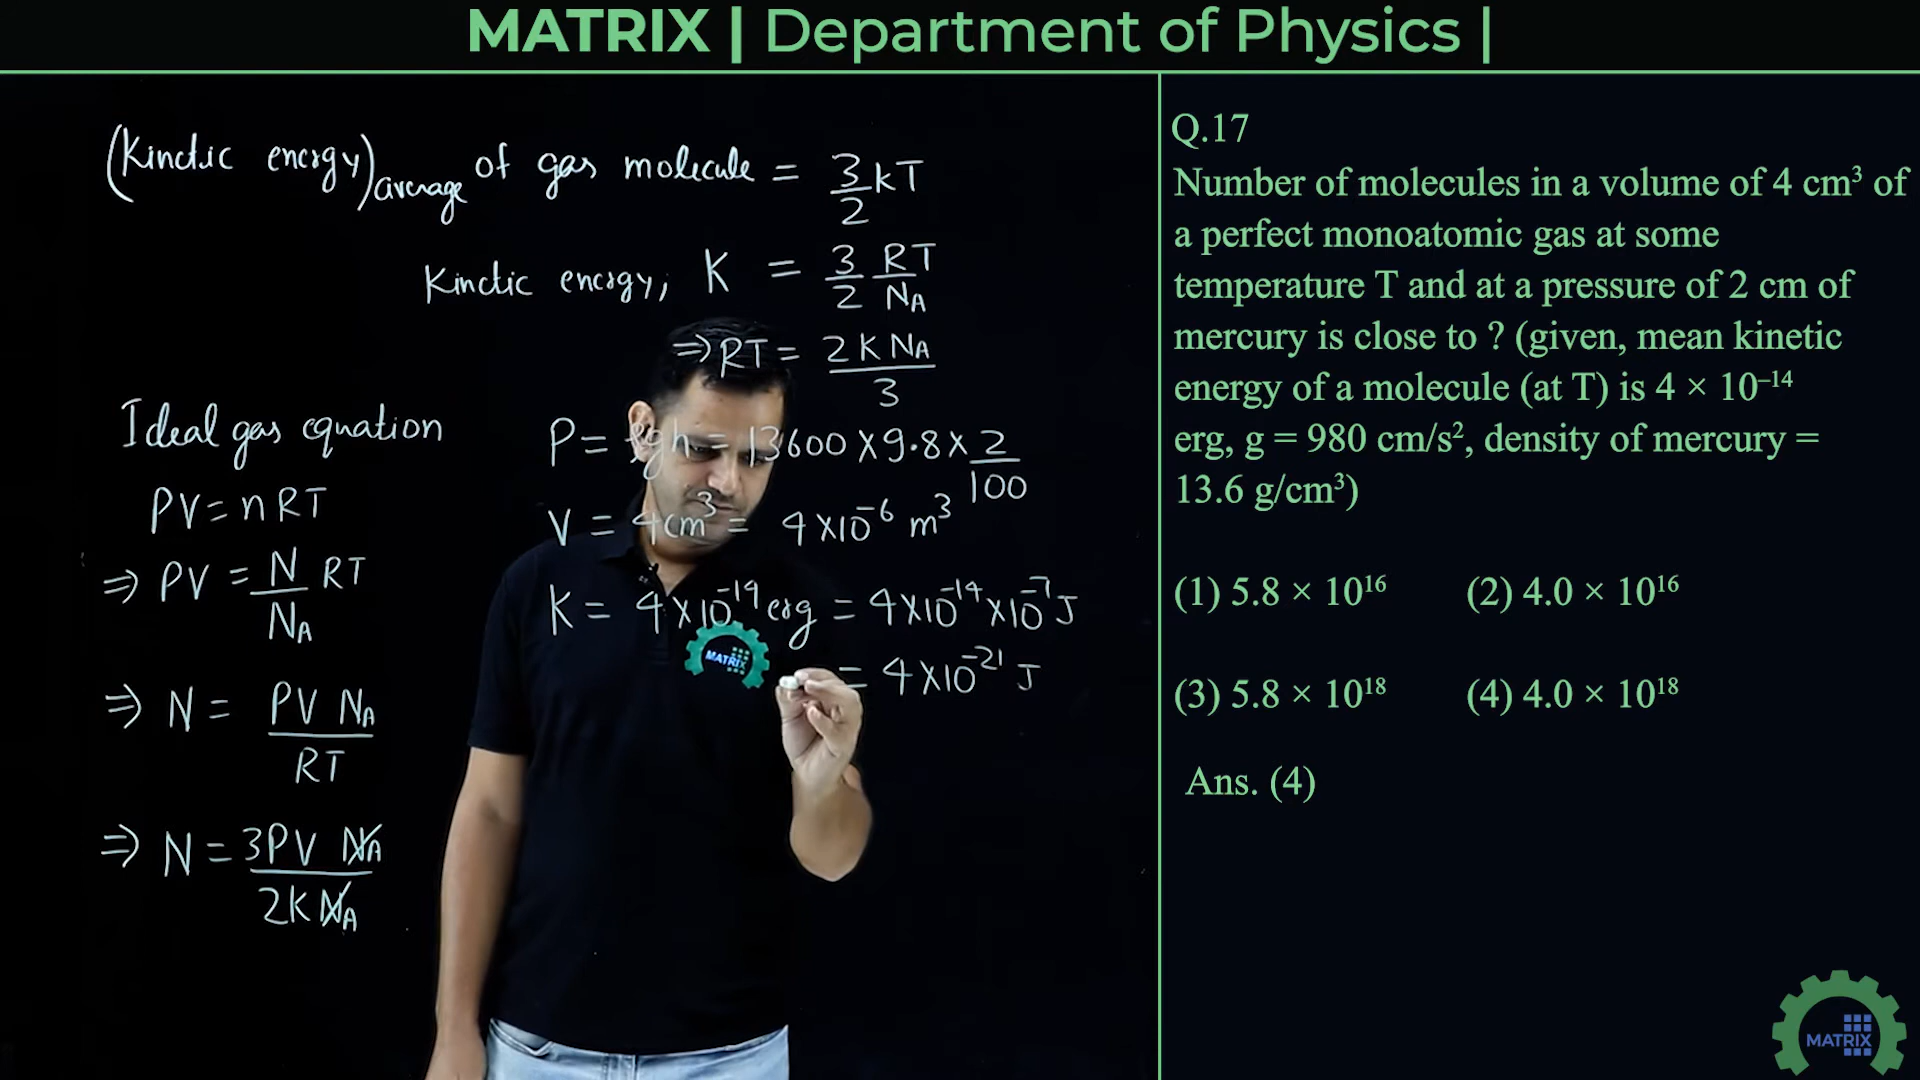 MATRIX | Department of Physics |
(Kinetic energy)average of gas molecule = 3/2 kT
Kinetic energy, K = 3/2 RT/NA
⇒ RT = 2K NA/3
Ideal gas equation
PV = nRT
⇒ PV = N/NA RT
⇒ N = PV NA/RT
⇒ N = 3PV NA/2K NA
P = ρgh = 13600 × 9.8 × 2/100
V = 4cm³ = 4×10⁻⁶ m³
K = 4×10⁻¹⁴ erg = 4×10⁻¹⁴×10⁻⁷ J
= 4×10⁻²¹ J
MATRIX
Q.17
Number of molecules in a volume of 4 cm³ of
a perfect monoatomic gas at some
temperature T and at a pressure of 2 cm of
mercury is close to ? (given, mean kinetic
energy of a molecule (at T) is 4 × 10⁻¹⁴
erg, g = 980 cm/s², density of mercury =
13.6 g/cm³)
(1) 5.8 × 10¹⁶ (2) 4.0 × 10¹⁶
(3) 5.8 × 10¹⁸ (4) 4.0 × 10¹⁸
Ans. (4)
MATRIX